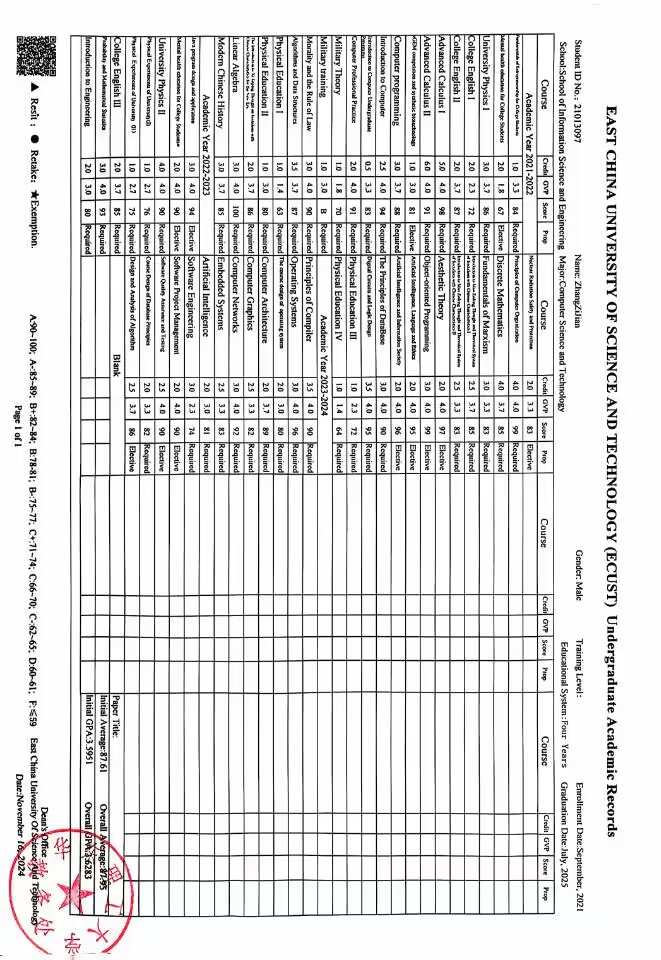 EAST CHINA UNIVERSITY OF SCIENCE AND TECHNOLOGY (ECUST) Undergraduate Academic Records
Student ID No.: 21013097 Name: ZhangZiJian Gender: Male Training Level: Enrollment Date:September, 2021
School:School of Information Science and Engineering Major:Computer Science and Technology Educational System:Four Years Graduation Date:July, 2025
Course Credit GVP Score Prop Course Credit GVP Score Prop Course Credit GVP Score Prop Course Credit GVP Score Prop
Academic Year 2021-2022
Fundamentals of Entrepreneurship for College Students 1.0 3.3 84 Required
Mental health education for College Students 2.0 1.8 67 Elective
University Physics I 3.0 3.7 86 Required
College English I 2.0 2.3 72 Required
College English II 2.0 3.7 87 Required
Advanced Calculus I 5.0 4.0 98 Required
Advanced Calculus II 6.0 4.0 91 Required
iGEM competition and synthetic biotechnology 1.0 3.0 81 Elective
Computer programming 3.0 3.7 88 Required
Introduction to Computer 2.5 4.0 94 Required
Introduction to Computer Undergraduate
Programs 0.5 3.3 83 Required
Computer Professional Practice 2.0 4.0 91 Required
Military Theory 1.0 1.8 70 Required
Military training 1.0 3.0 B Required
Morality and the Rule of Law 3.0 4.0 90 Required
Algorithms and Data Structures 3.5 3.7 87 Required
Physical Education I 1.0 1.4 63 Required
Physical Education II 1.0 3.0 80 Required
The Introduction to Xi Jinping Thought on Socialism with
Chinese Characteristics for the New Era 2.0 3.7 86 Required
Linear Algebra 3.0 4.0 100 Required
Modern Chinese History 3.0 3.7 85 Required
Academic Year 2022-2023
Java program design and application 3.0 4.0 94 Elective
Mental health education for College Students 2.0 4.0 90 Elective
University Physics II 4.0 4.0 90 Required
Physical Experiments of University(I) 1.0 2.7 76 Required
Physical Experiments of University (II) 1.0 2.7 75 Required
College English III 2.0 3.7 85 Required
Probability and Mathematical Statistics 3.0 4.0 93 Required
Introduction to Engineering 2.0 3.0 80 Required
Nuclear Radiation Safety and Protection 2.0 3.3 83 Elective
Principles of Computer Organization 4.0 4.0 99 Required
Discrete Mathematics 4.0 3.7 85 Required
Fundamentals of Marxism 3.0 3.3 83 Required
Introduction to Mao Zedong Thought and Theoretical System
of Socialism with Chinese Characteristics I 2.5 3.7 85 Required
Introduction to Mao Zedong Thought and Theoretical System
of Socialism with Chinese Characteristics II 2.5 3.3 83 Required
Aesthetic Theory 2.0 4.0 97 Elective
Object-oriented Programming 3.0 4.0 99 Elective
Artificial Intelligence, Language and Ethics 2.0 4.0 95 Elective
Artificial Intelligence and Information Society 2.0 4.0 96 Elective
The Principles of DataBase 3.0 4.0 90 Required
Digital Circuits and Logic Design 3.5 4.0 95 Required
Physical Education III 1.0 2.3 72 Required
Physical Education IV 1.0 1.4 64 Required
Academic Year 2023-2024
Principles of Compiler 3.5 4.0 90 Required
Operating Systems 3.0 4.0 96 Required
The course design of operating system 2.0 3.0 80 Required
Computer Architecture 2.0 3.7 89 Required
Computer Graphics 2.5 3.3 82 Required
Computer Networks 3.0 4.0 92 Required
Embedded Systems 2.5 3.3 83 Required
Artificial Intelligence 2.0 3.0 81 Required
Software Engineering 3.0 2.3 74 Required
Software Project Management 2.0 4.0 90 Elective
Software Quality Assurance and Testing 2.5 4.0 90 Elective
Course Design of Database Principles 2.0 3.3 82 Required
Design and Analysis of Algorithm 2.5 3.7 86 Elective
Blank
Paper Title:
Initial Average:87.61 Overall Average:87.95
Initial GPA:3.5951 Overall GPA:3.6283
华东理工大学
教务处
▲ Resit; ● Retake: ★Exemption. A:90~100; A-:85~89; B+:82~84; B:78-81; B-:75~77; C+:71~74; C:66~70; C-:62~65; D:60~61; F:≤59
Dean's Office
East China University Of Science And Technology
Date:November 16, 2024
Page 1 of 1